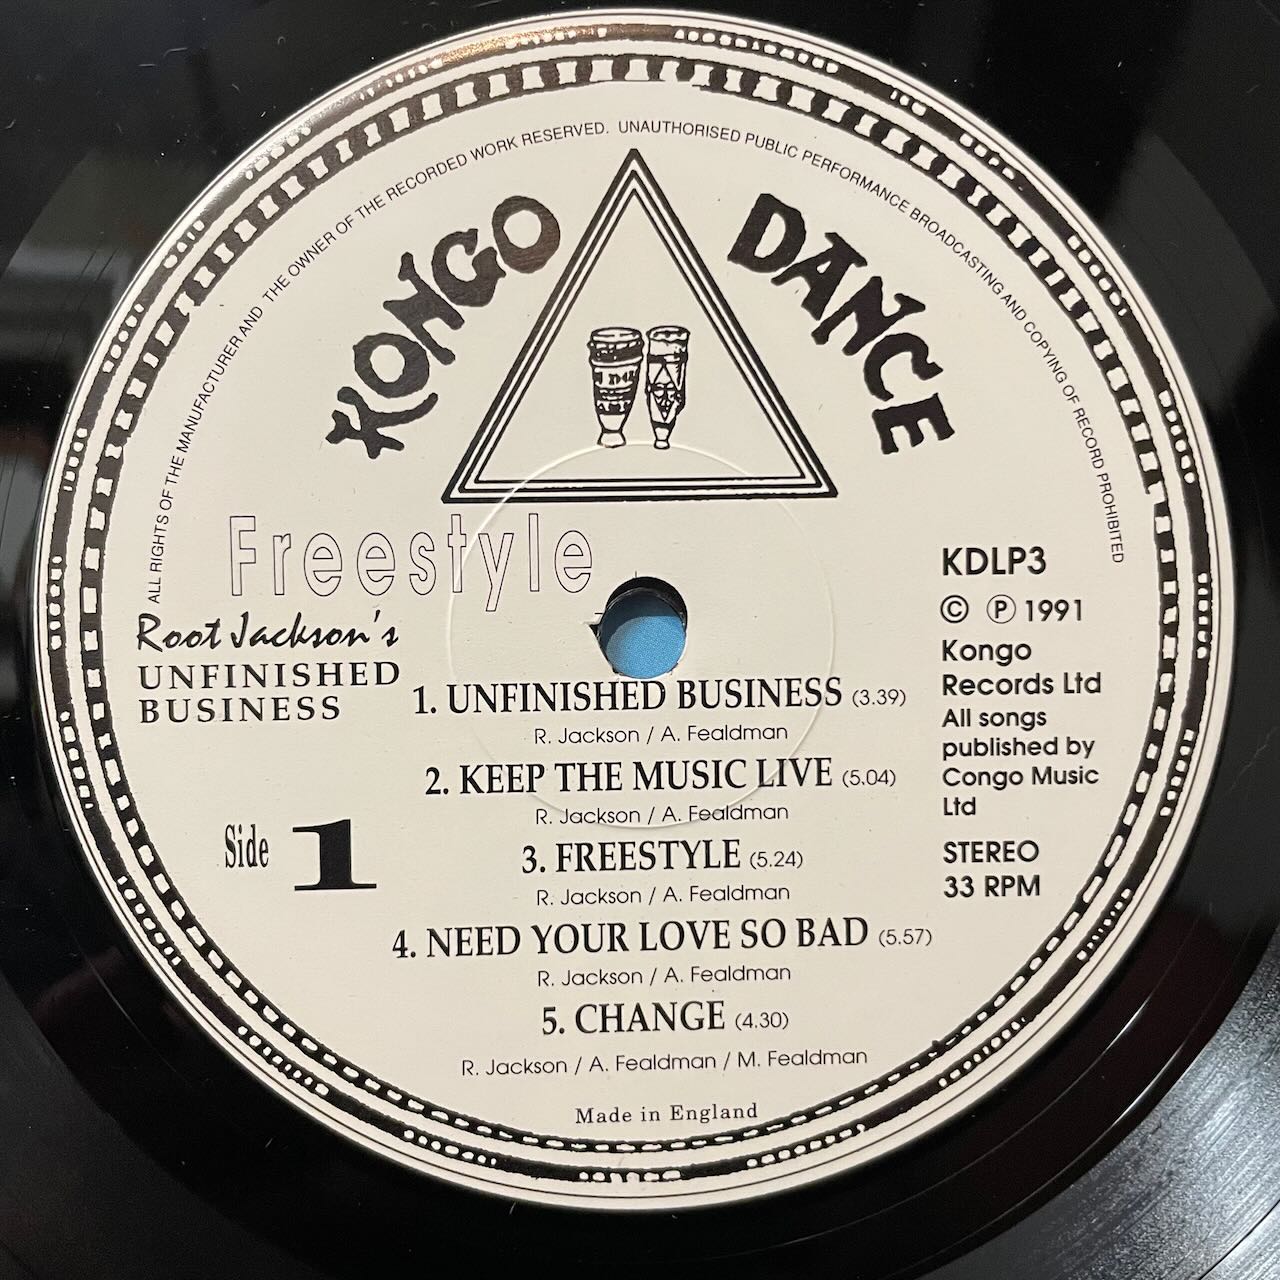 ALL RIGHTS OF THE MANUFACTURER AND THE OWNER OF THE RECORDED WORK RESERVED. UNAUTHORISED PUBLIC PERFORMANCE BROADCASTING AND COPYING OF RECORD PROHIBITED
KONGO DANCE
Freestyle
Root Jackson's
UNFINISHED
BUSINESS
Side 1
KDLP3
© ℗ 1991
Kongo
Records Ltd
All songs
published by
Congo Music
Ltd
STEREO
33 RPM
1. UNFINISHED BUSINESS (3.39)
R. Jackson / A. Fealdman
2. KEEP THE MUSIC LIVE (5.04)
R. Jackson / A. Fealdman
3. FREESTYLE (5.24)
R. Jackson / A. Fealdman
4. NEED YOUR LOVE SO BAD (5.57)
R. Jackson / A. Fealdman
5. CHANGE (4.30)
R. Jackson / A. Fealdman / M. Fealdman
Made in England